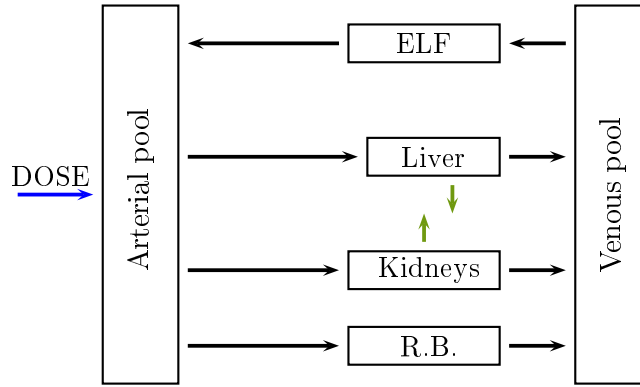 ELF
Liver
DOSE
Arterial pool
Venous pool
Kidneys
R.B.